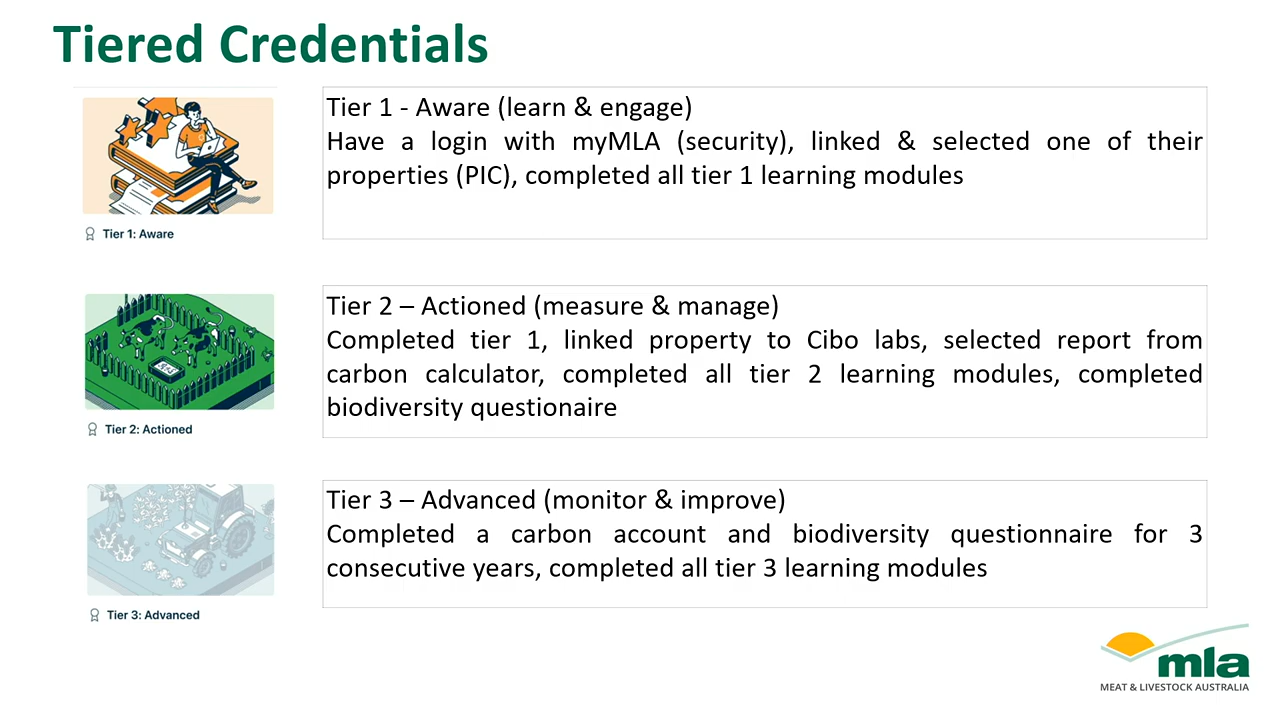 Tiered Credentials
Tier 1 - Aware (learn & engage)
Have a login with myMLA (security), linked & selected one of their
properties (PIC), completed all tier 1 learning modules
Tier 1: Aware
Tier 2 – Actioned (measure & manage)
Completed tier 1, linked property to Cibo labs, selected report from
carbon calculator, completed all tier 2 learning modules, completed
biodiversity questionaire
Tier 2: Actioned
Tier 3 – Advanced (monitor & improve)
Completed a carbon account and biodiversity questionnaire for 3
consecutive years, completed all tier 3 learning modules
Tier 3: Advanced
mla
MEAT & LIVESTOCK AUSTRALIA